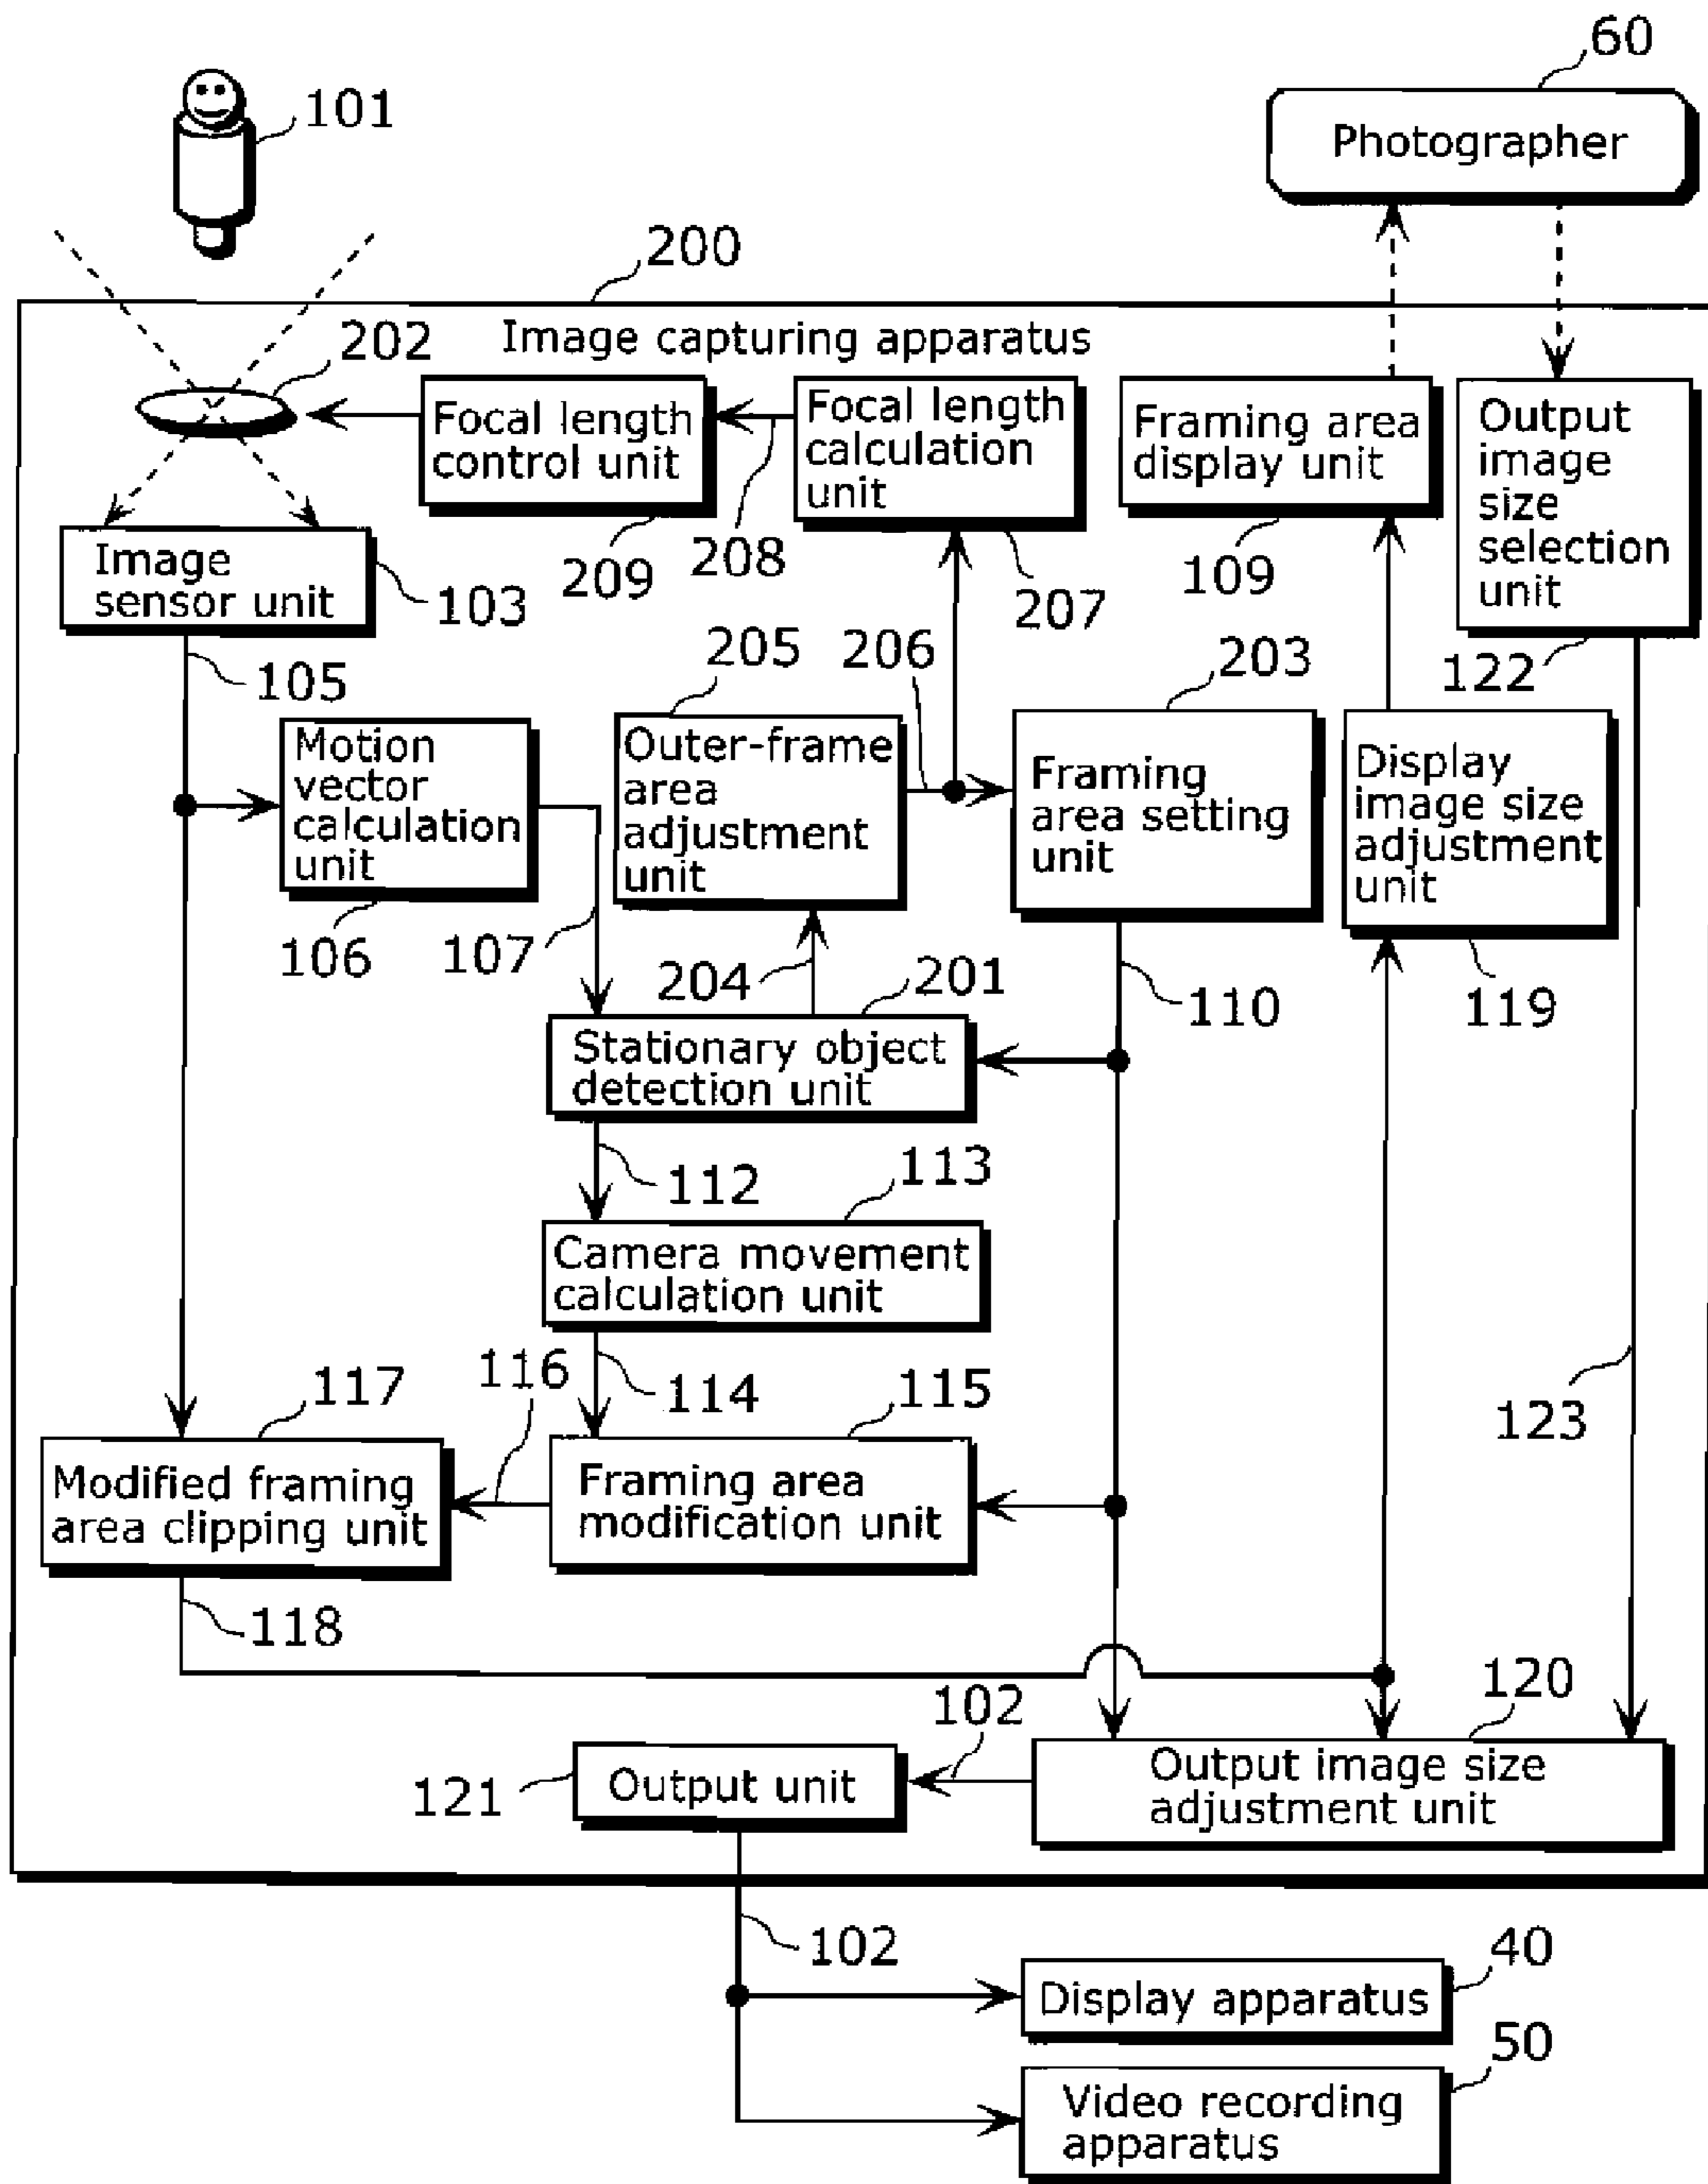 60
101
Photographer
200
Image capturing apparatus
202
Focal length
control unit
Focal length
calculation
unit
Framing area
display unit
Output
image
size
selection
unit
208
209
109
Image
sensor unit
103
207
205
206
203
122
105
Motion
vector
calculation
unit
Outer-frame
area
adjustment
unit
Framing
area setting
unit
Display
image size
adjustment
unit
106
107
204
201
110
119
Stationary object
detection unit
112
113
Camera movement
calculation unit
116
114
115
117
123
Modified framing
area clipping unit
Framing area
modification unit
118
120
102
121
Output unit
Output image size
adjustment unit
102
40
Display apparatus
50
Video recording
apparatus